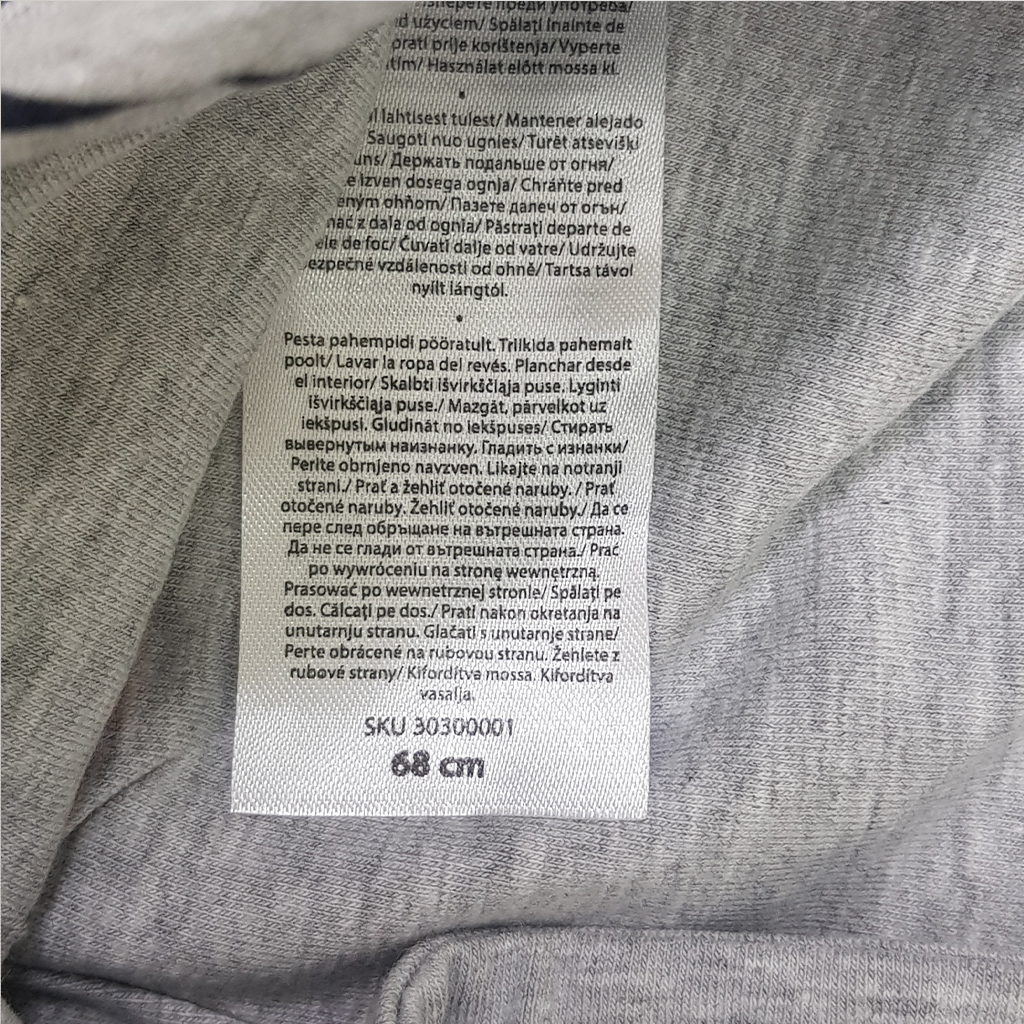 преди употреба/
użyciem/ Spălați înainte de
prati prije korištenja/ Vyperte
Használat előtt mossa ki.
•
lahtisest tulest/ Mantener alejado
Saugoti nuo ugnies/ Turēt atsevišķi
Держать подальше от огня/
izven dosega ognja/ Chráňte pred
ohňom/ Пазете далеч от огън/
z dala od ognia/ Păstrați departe de
de foc/ Čuvati dalje od vatre/ Udržujte
vzdálenosti od ohně/ Tartsa távol
nyílt lángtól.
•
Pesta pahempidi pööratult. Triikida pahemalt
poolt/ Lavar la ropa del revés. Planchar desde
el interior/ Skalbti išvirkščiąja puse. Lyginti
išvirkščiąja puse./ Mazgāt, pārvelkot uz
iekšpusi. Gludināt no iekšpuses/ Стирать
вывернутым наизнанку. Гладить с изнанки/
Perite obrnjeno navzven. Likajte na notranji
strani./ Prať a žehliť otočené naruby. / Prať
otočené naruby. Žehliť otočené naruby./ Да се
пере след обръщане на вътрешната страна.
Да не се глади от вътрешната страна./ Prać
po wywróceniu na stronę wewnętrzną.
Prasować po wewnętrznej stronie/ Spălați pe
dos. Călcați pe dos./ Prati nakon okretanja na
unutarnju stranu. Glačati s unutarnje strane/
Perte obrácené na rubovou stranu. Žehlete z
rubové strany/ Kifordítva mossa. Kifordítva
vasalja.
SKU 30300001
68 cm